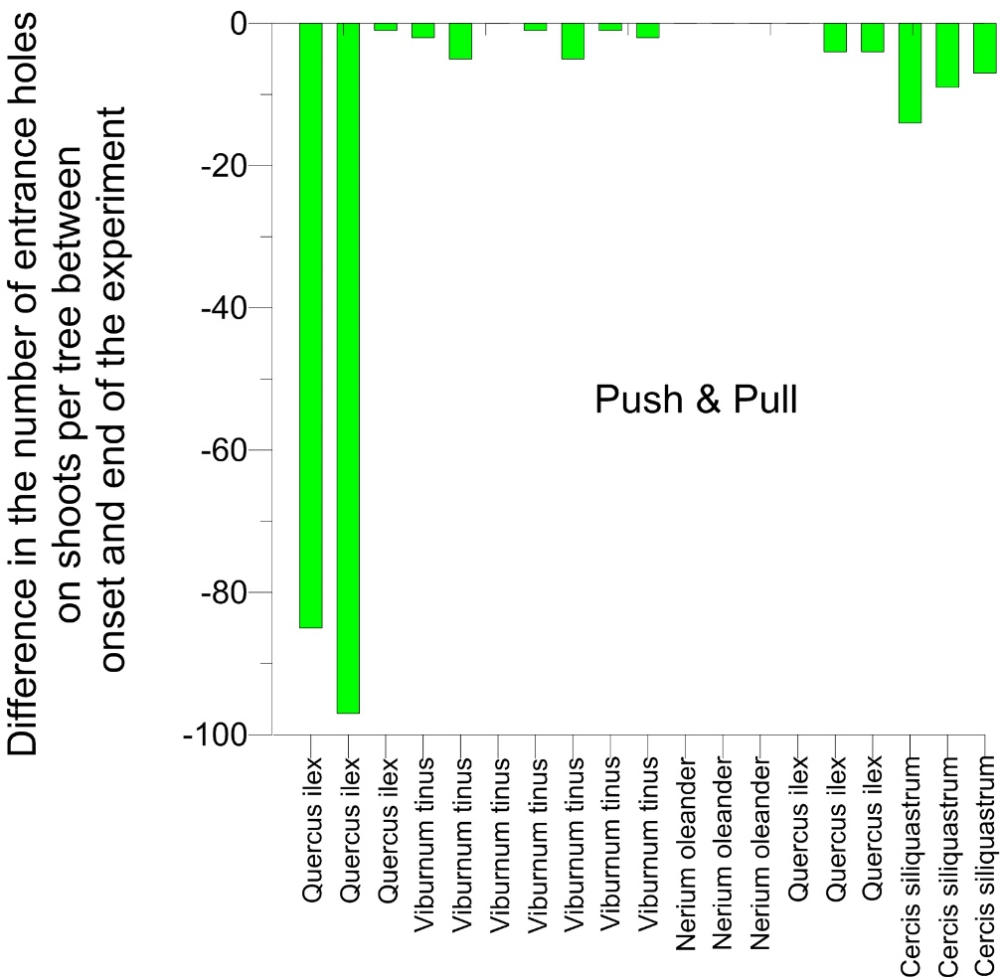 Difference in the number of entrance holes
on shoots per tree between
onset and end of the experiment
0
-20
-40
-60
-80
-100
Push & Pull
Quercus ilex
Quercus ilex
Quercus ilex
Viburnum tinus
Viburnum tinus
Viburnum tinus
Viburnum tinus
Viburnum tinus
Viburnum tinus
Viburnum tinus
Nerium oleander
Nerium oleander
Nerium oleander
Quercus ilex
Quercus ilex
Quercus ilex
Cercis siliquastrum
Cercis siliquastrum
Cercis siliquastrum